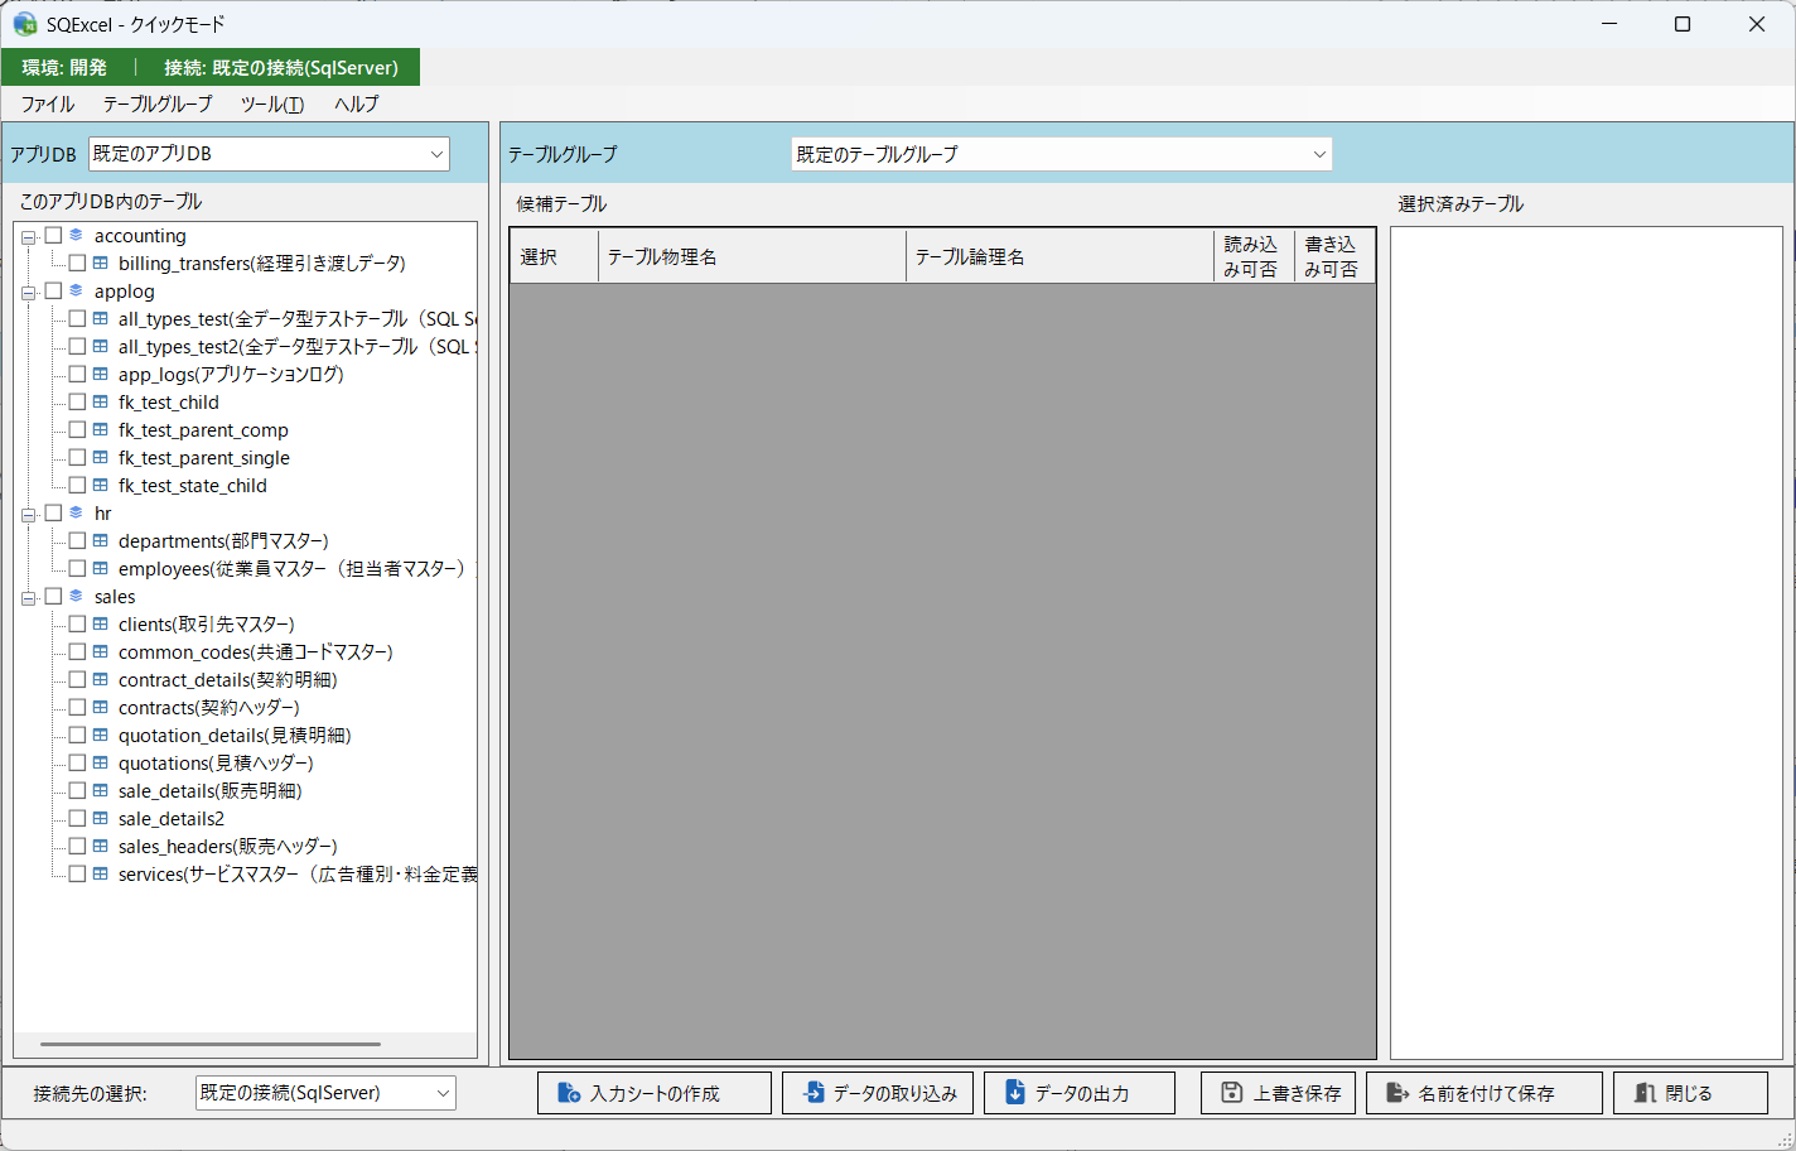 SQExcel - クイックモード
環境: 開発 | 接続: 既定の接続(SqlServer)
ファイル テーブルグループ ツール(T) ヘルプ
アプリDB 既定のアプリDB
このアプリDB内のテーブル
accounting
billing_transfers(経理引き渡しデータ)
applog
all_types_test(全データ型テストテーブル（SQL Se
all_types_test2(全データ型テストテーブル（SQL S
app_logs(アプリケーションログ)
fk_test_child
fk_test_parent_comp
fk_test_parent_single
fk_test_state_child
hr
departments(部門マスター)
employees(従業員マスター（担当者マスター）)
sales
clients(取引先マスター)
common_codes(共通コードマスター)
contract_details(契約明細)
contracts(契約ヘッダー)
quotation_details(見積明細)
quotations(見積ヘッダー)
sale_details(販売明細)
sale_details2
sales_headers(販売ヘッダー)
services(サービスマスター（広告種別・料金定義
テーブルグループ 既定のテーブルグループ
候補テーブル
選択 テーブル物理名 テーブル論理名 読み込み可否 書き込み可否
選択済みテーブル
接続先の選択: 既定の接続(SqlServer) 入力シートの作成 データの取り込み データの出力 上書き保存 名前を付けて保存 閉じる